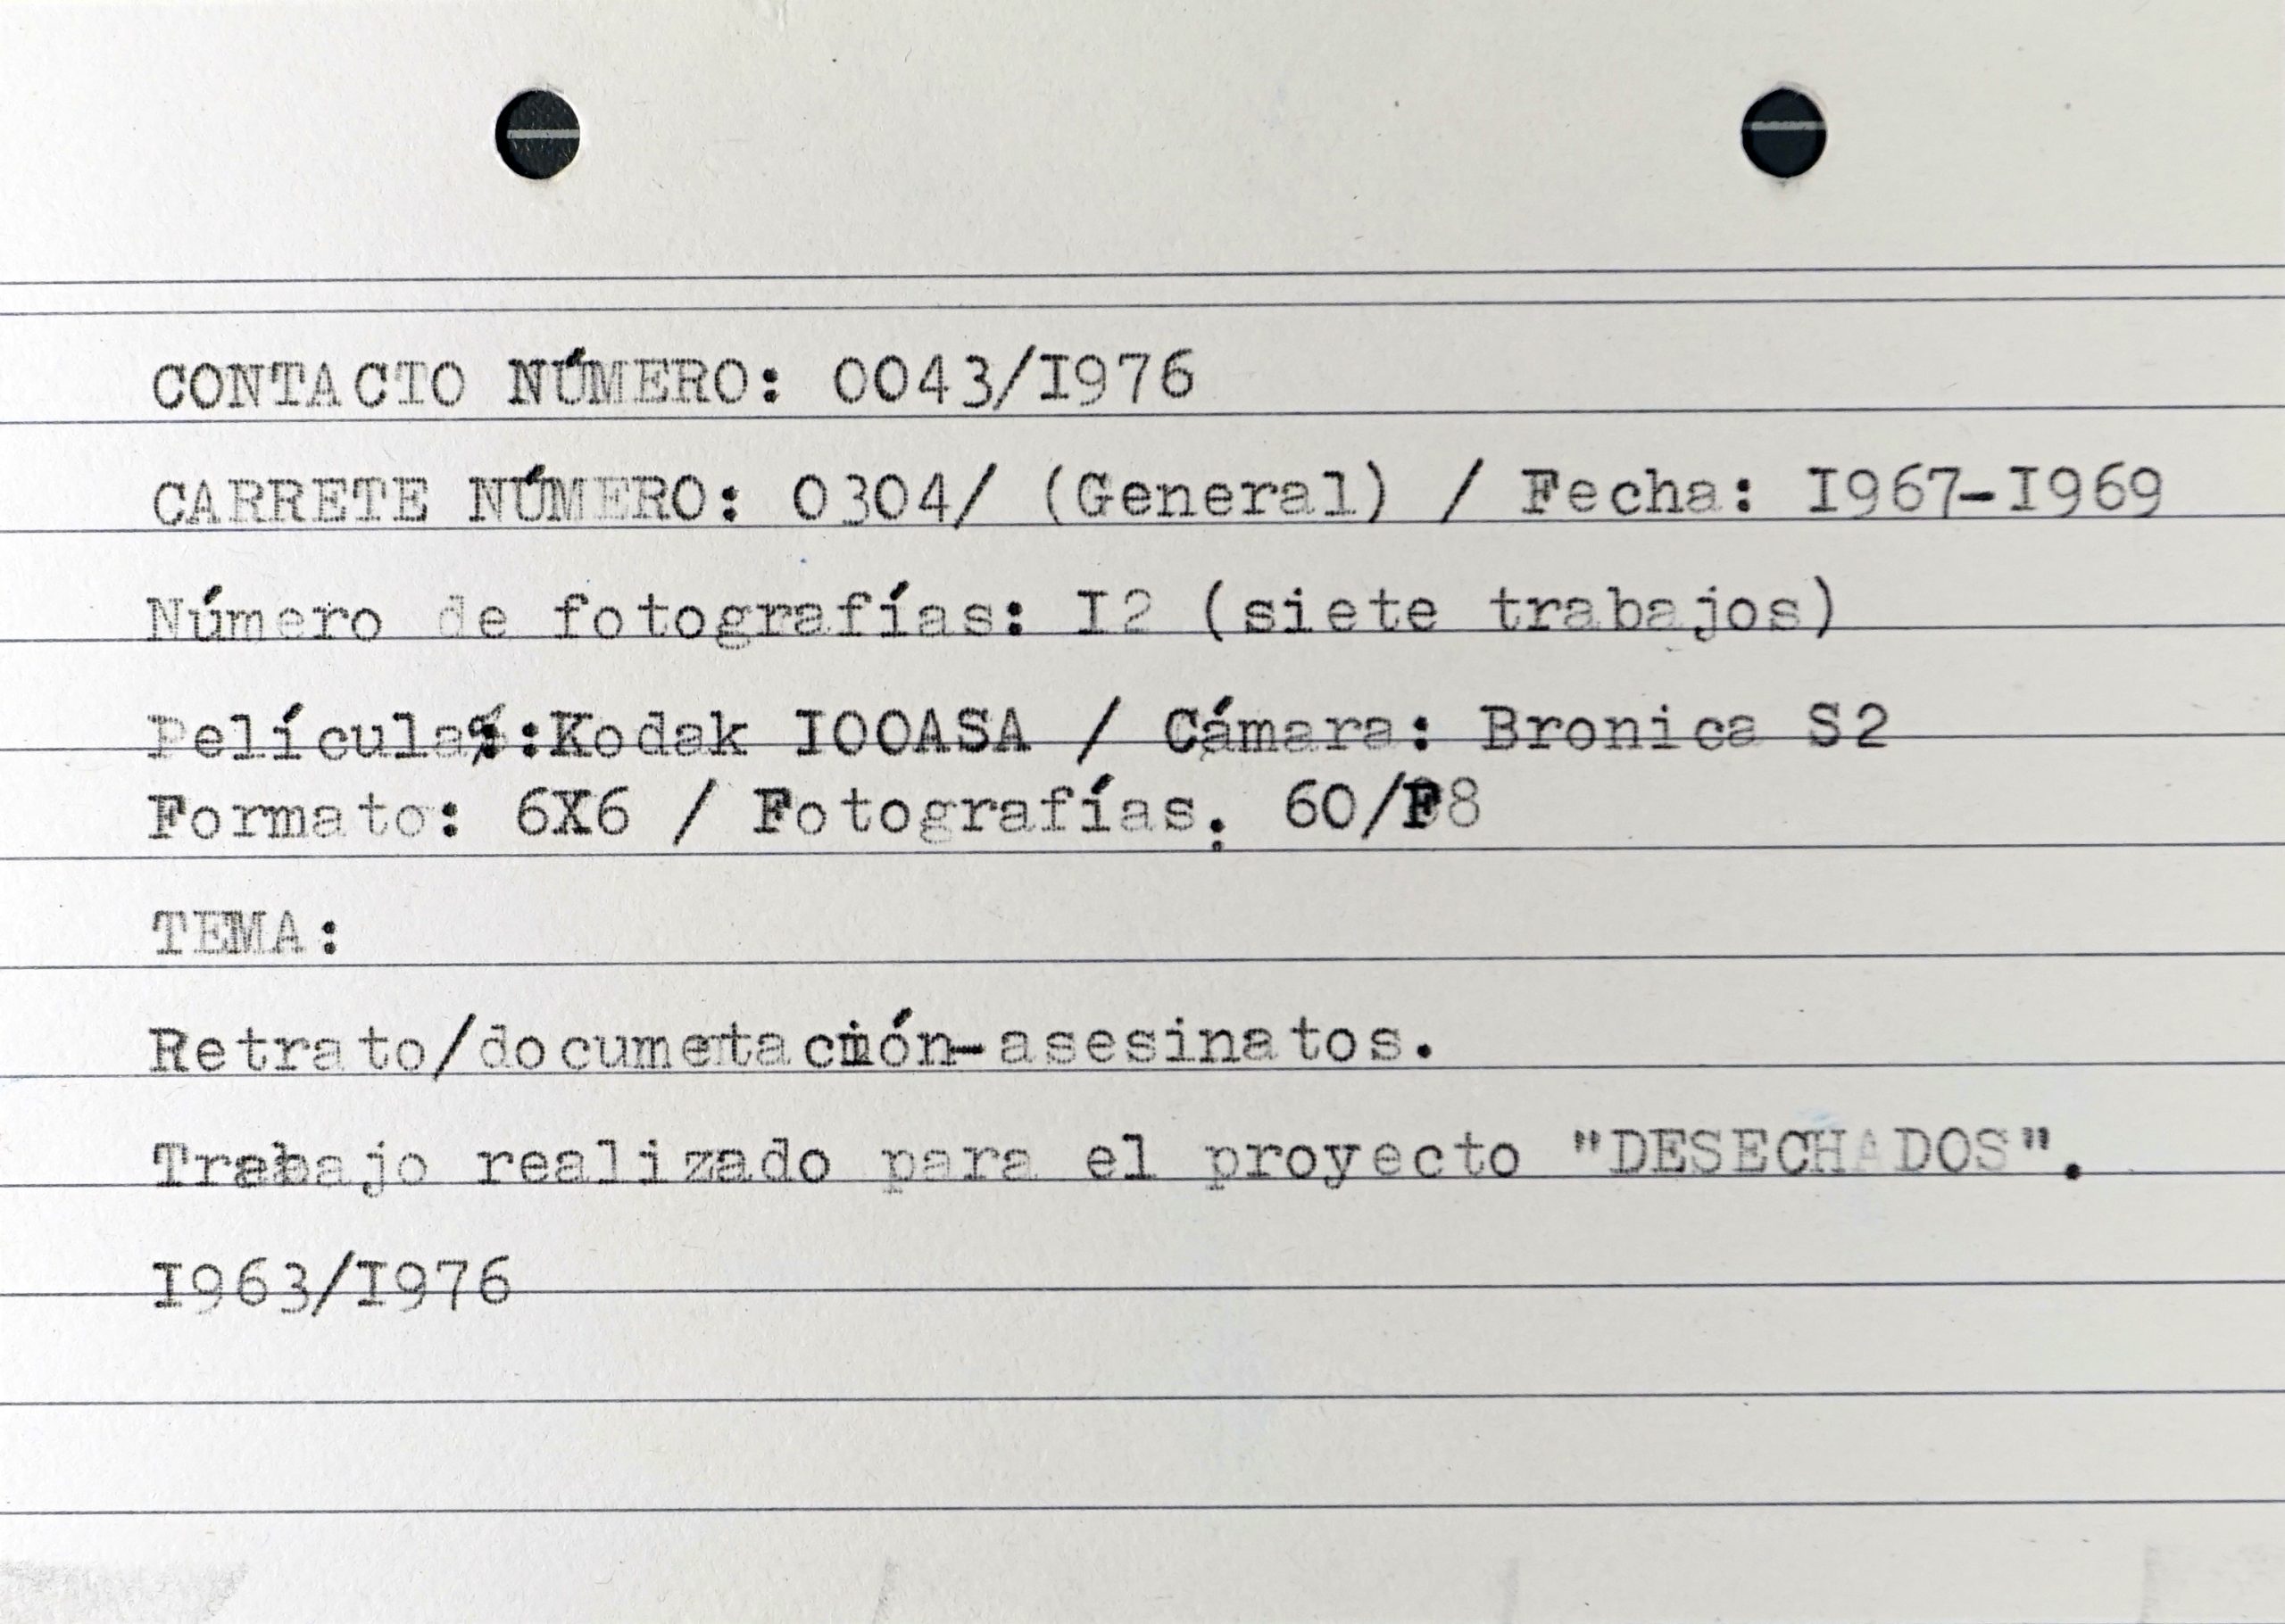 CONTACTO NÚMERO: 0043/I976
CARRETE NÚMERO: 0304/ (General) / Fecha: I967-I969
Número de fotografías: I2 (siete trabajos)
Película:Kodak IOOASA / Cámara: Bronica S2
Formato: 6X6 / Fotografías: 60/F8
TEMA:
Retrato/documetación-asesinatos.
Trabajo realizado para el proyecto "DESECHADOS".
I963/I976